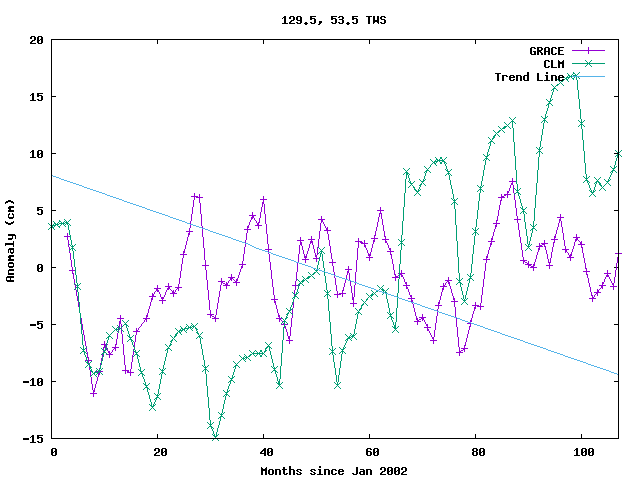 129.5, 53.5 TWS
20
GRACE
CLM
Trend Line
15
10
5
0
-5
-10
-15
Anomaly (cm)
0 20 40 60 80 100
Months since Jan 2002